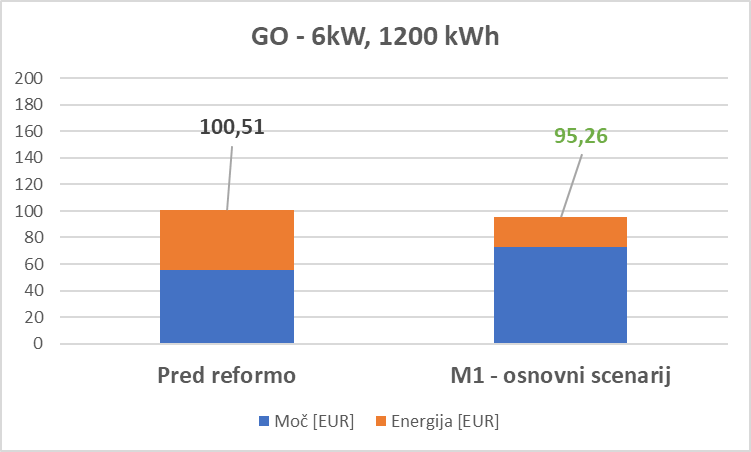 GO - 6kW, 1200 kWh
200
180
160
140
120
100
80
60
40
20
0
100,51
95,26
Pred reformo
M1 - osnovni scenarij
Moč [EUR]
Energija [EUR]